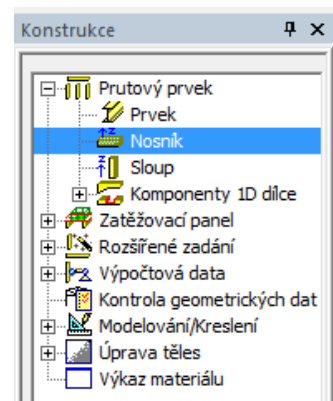 Konstrukce
Prutový prvek
Prvek
Nosník
Sloup
Komponenty 1D dílce
Zatěžovací panel
Rozšířené zadání
Výpočtová data
Kontrola geometrických dat
Modelování/Kreslení
Úprava těles
Výkaz materiálu